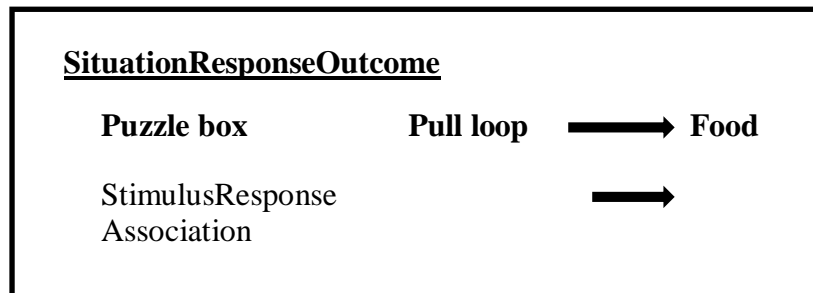 SituationResponseOutcome
Puzzle box Pull loop Food
StimulusResponse
Association